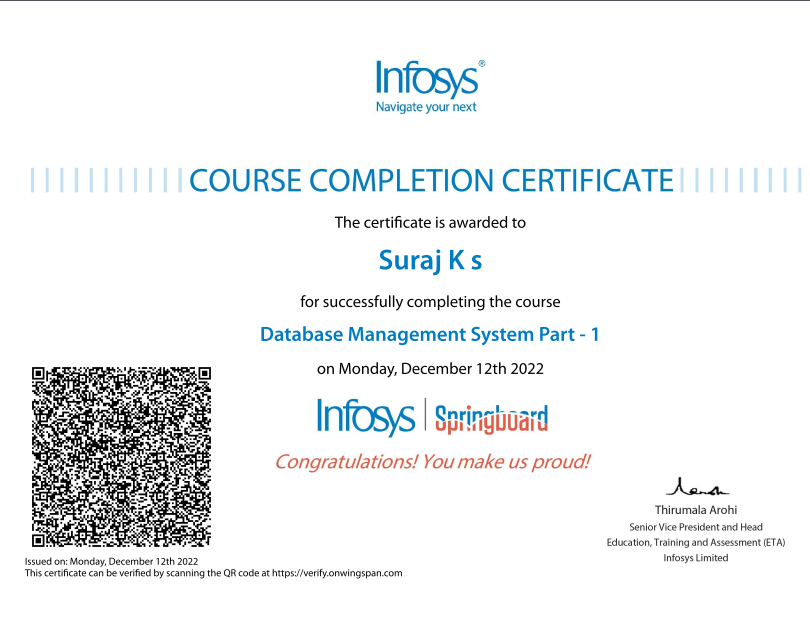 Infosys®
Navigate your next
COURSE COMPLETION CERTIFICATE
The certificate is awarded to
Suraj K s
for successfully completing the course
Database Management System Part - 1
on Monday, December 12th 2022
Infosys | Springboard
Congratulations! You make us proud!
Thirumala Arohi
Senior Vice President and Head
Education, Training and Assessment (ETA)
Infosys Limited
Issued on: Monday, December 12th 2022
This certificate can be verified by scanning the QR code at https://verify.onwingspan.com